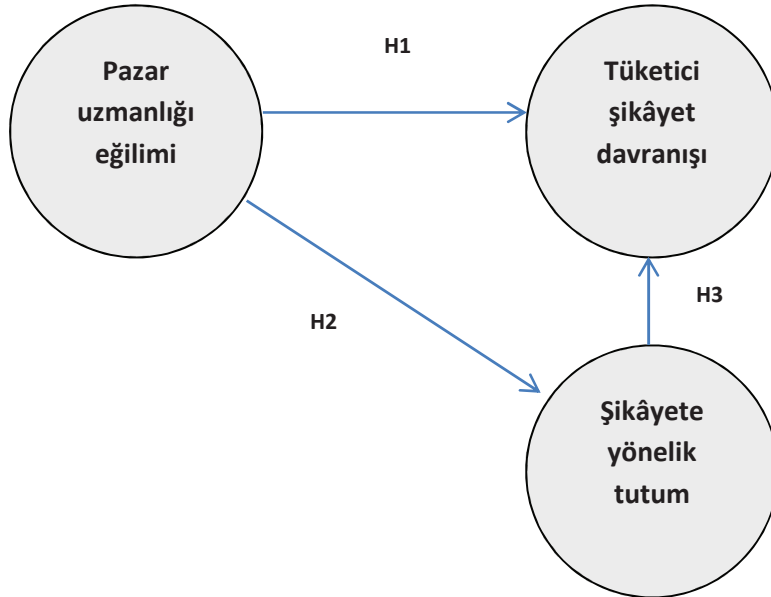 Pazar
uzmanlığı
eğilimi
H1
Tüketici
şikâyet
davranışı
H2
H3
Şikâyete
yönelik
tutum